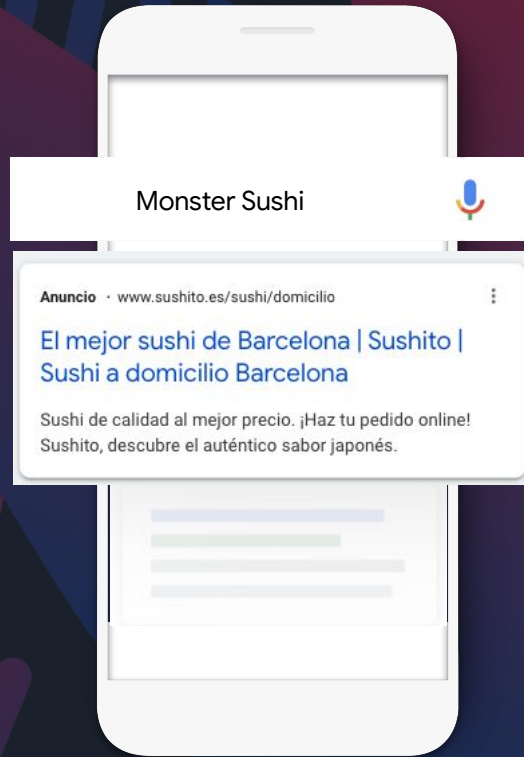 Monster Sushi
Anuncio · www.sushito.es/sushi/domicilio
El mejor sushi de Barcelona | Sushito |
Sushi a domicilio Barcelona
Sushi de calidad al mejor precio. ¡Haz tu pedido online!
Sushito, descubre el auténtico sabor japonés.